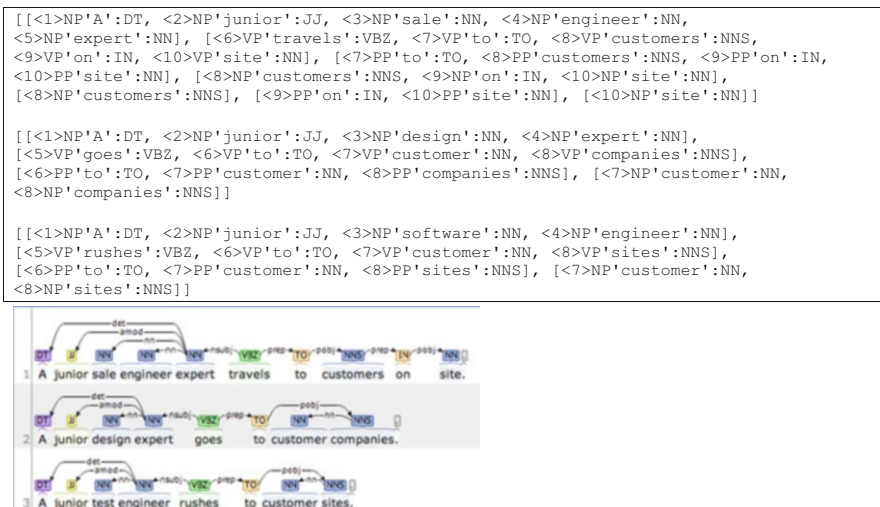 [[<1>NP'A':DT, <2>NP'junior':JJ, <3>NP'sale':NN, <4>NP'engineer':NN,
<5>NP'expert':NN], [<6>VP'travels':VBZ, <7>VP'to':TO, <8>VP'customers':NNS,
<9>VP'on':IN, <10>VP'site':NN], [<7>PP'to':TO, <8>PP'customers':NNS, <9>PP'on':IN,
<10>PP'site':NN], [<8>NP'customers':NNS, <9>NP'on':IN, <10>NP'site':NN],
[<8>NP'customers':NNS], [<9>PP'on':IN, <10>PP'site':NN], [<10>NP'site':NN]]
[[<1>NP'A':DT, <2>NP'junior':JJ, <3>NP'design':NN, <4>NP'expert':NN],
[<5>VP'goes':VBZ, <6>VP'to':TO, <7>VP'customer':NN, <8>VP'companies':NNS],
[<6>PP'to':TO, <7>PP'customer':NN, <8>PP'companies':NNS], [<7>NP'customer':NN,
<8>NP'companies':NNS]]
[[<1>NP'A':DT, <2>NP'junior':JJ, <3>NP'software':NN, <4>NP'engineer':NN],
[<5>VP'rushes':VBZ, <6>VP'to':TO, <7>VP'customer':NN, <8>VP'sites':NNS],
[<6>PP'to':TO, <7>PP'customer':NN, <8>PP'sites':NNS], [<7>NP'customer':NN,
<8>NP'sites':NNS]]
det
amod
nn
nn nsubj prep pobj prep pobj
DT JJ NN NN NN VBZ TO NNS IN NN .
1 A junior sale engineer expert travels to customers on site.
det
amod pobj
nn nsubj prep nn
DT JJ NN NN VBZ TO NN NNS .
2 A junior design expert goes to customer companies.
det
amod pobj
nn nsubj prep nn
DT JJ NN NN VBZ TO NN NNS .
3 A junior test engineer rushes to customer sites.